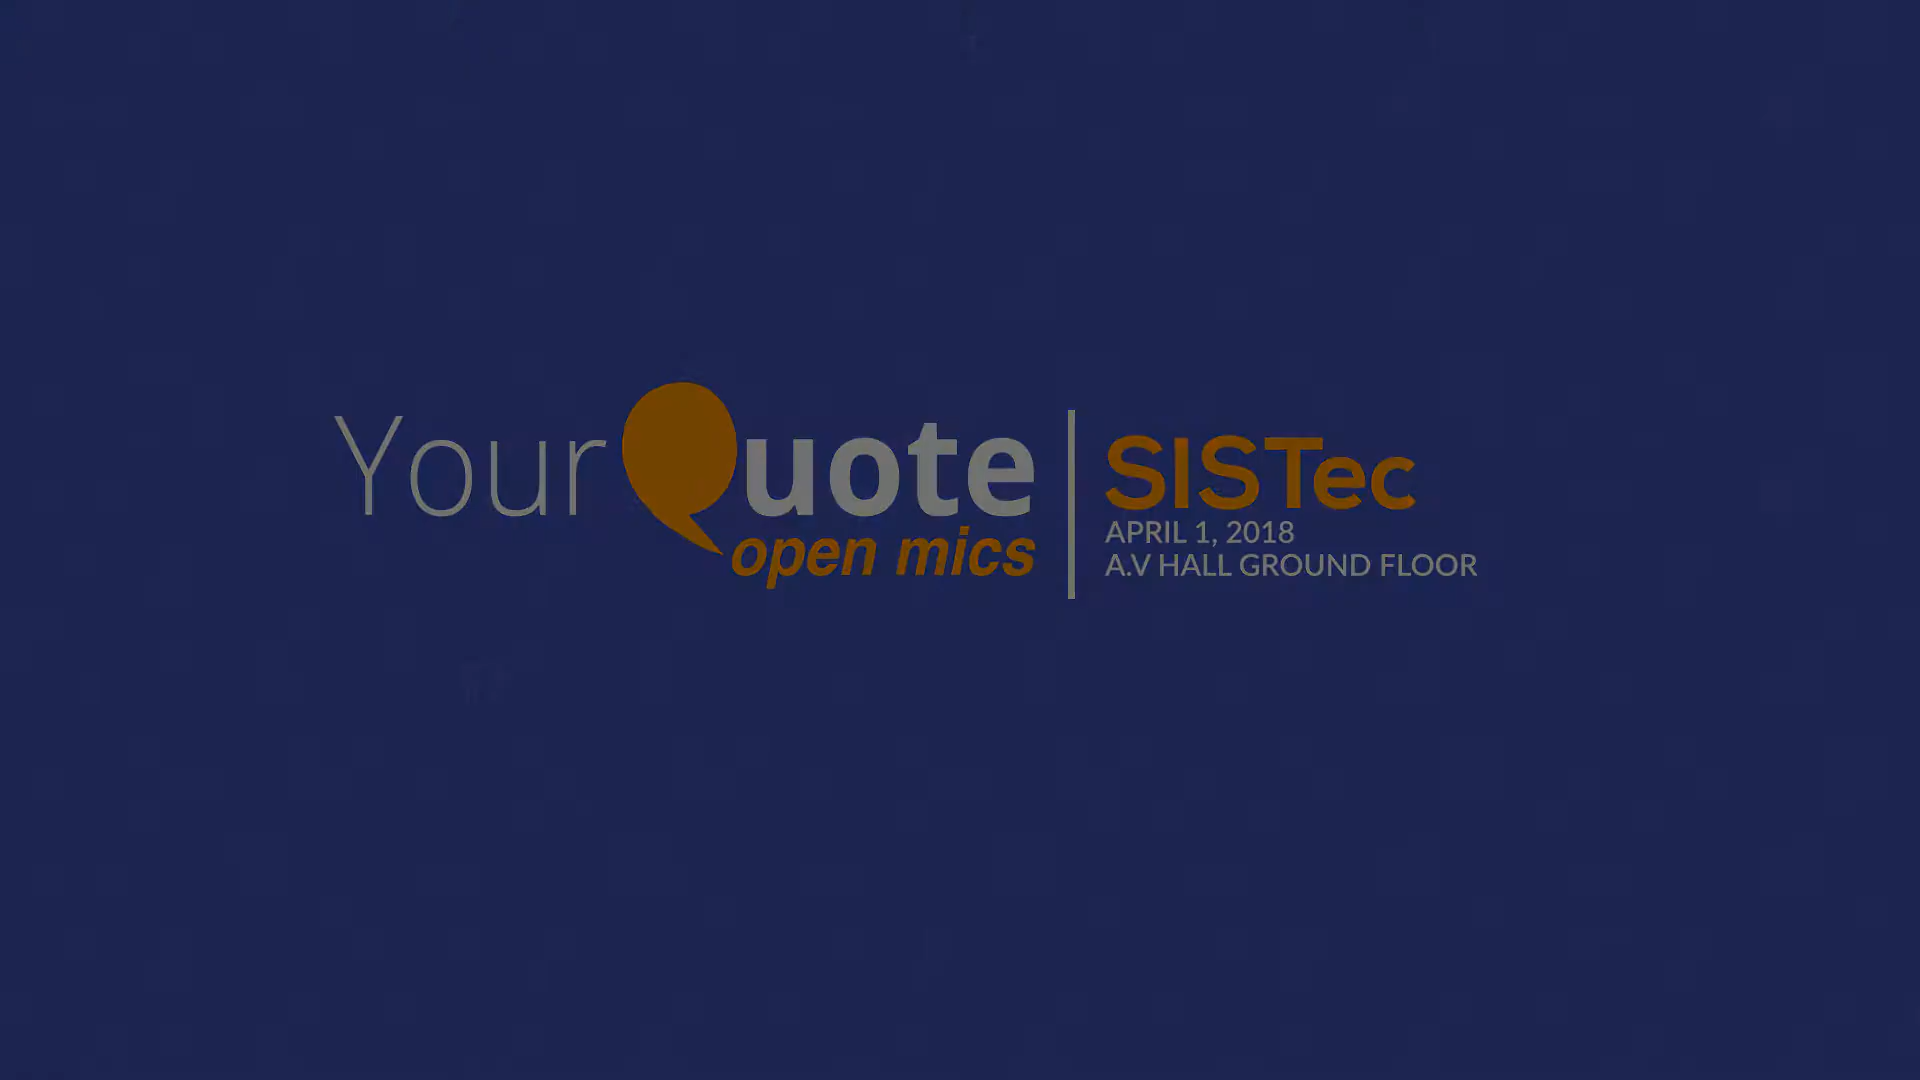 YourQuote
open mics
SISTec
APRIL 1, 2018
A.V HALL GROUND FLOOR